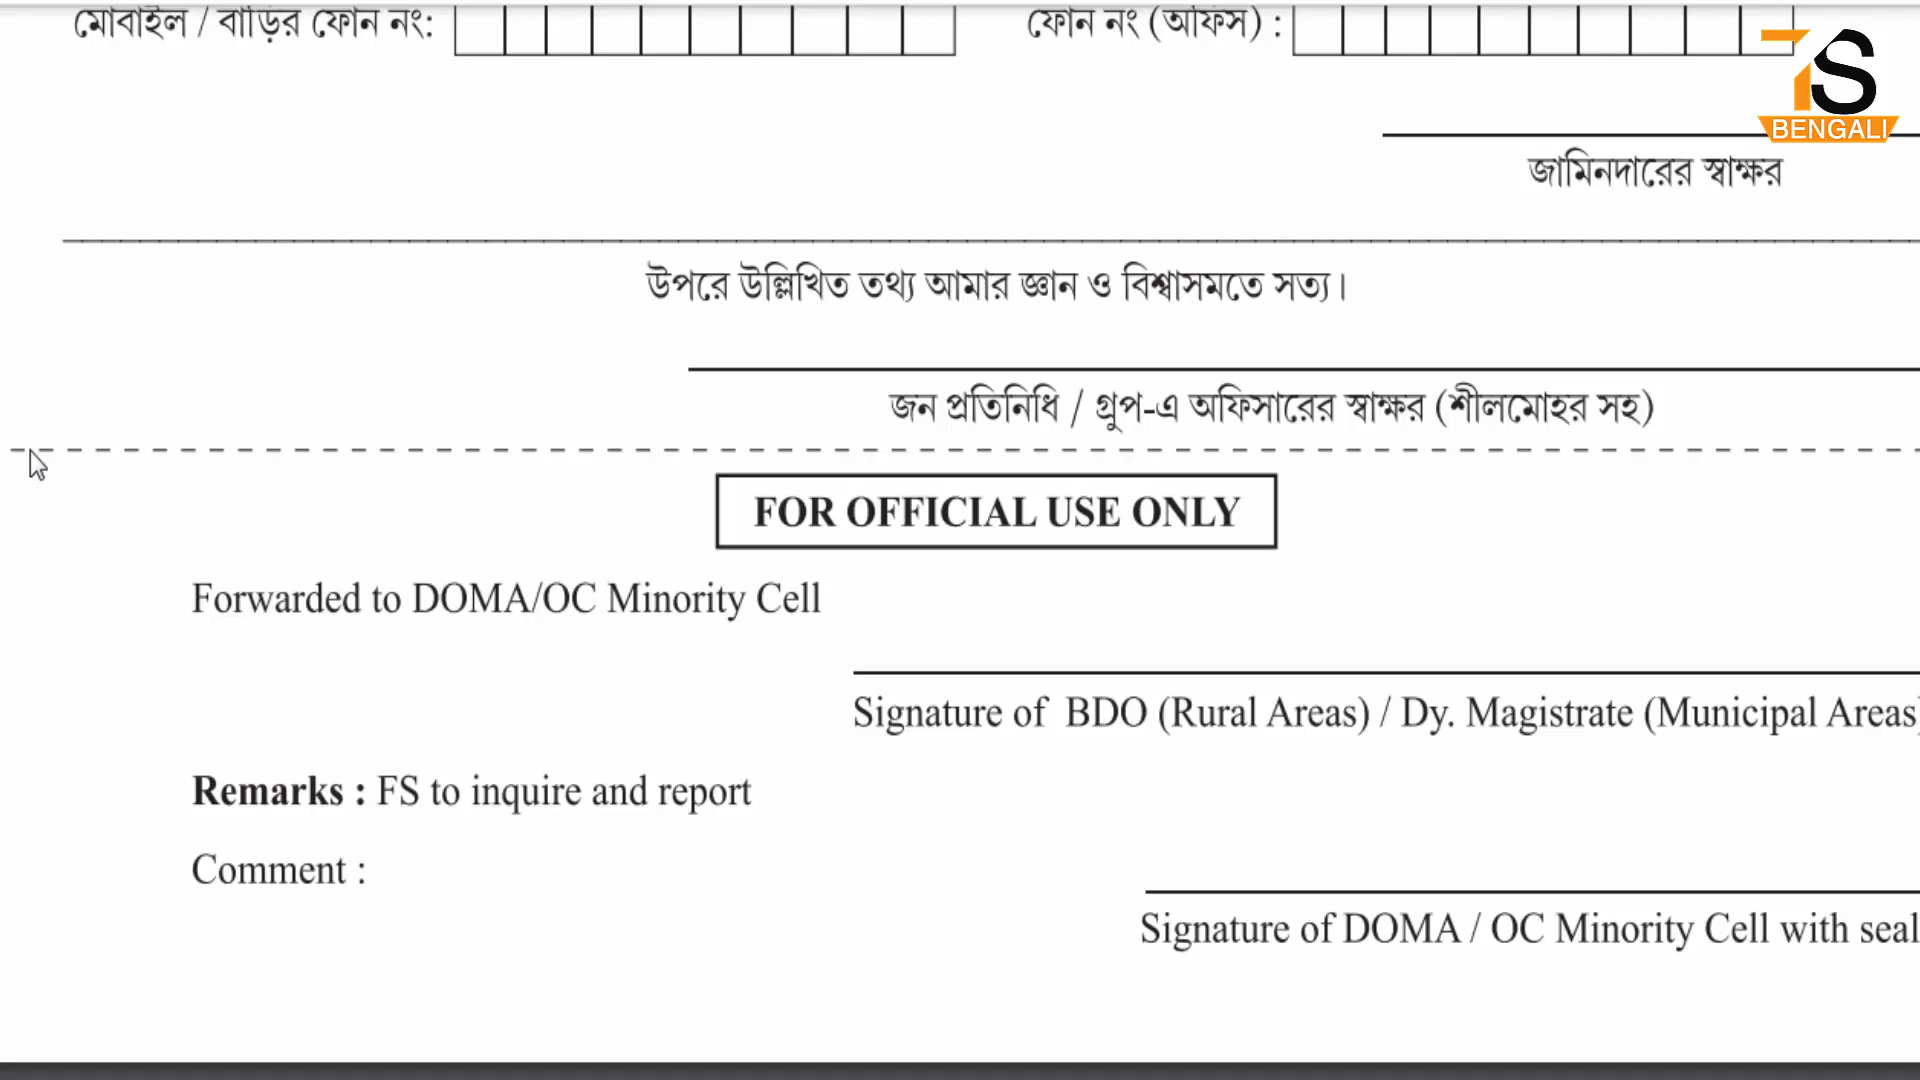 মোবাইল / বাড়ির ফোন নং:
ফোন নং (অফিস) :
1S
BENGALI
জামিনদারের স্বাক্ষর
উপরে উল্লিখিত তথ্য আমার জ্ঞান ও বিশ্বাসমতে সত্য।
জন প্রতিনিধি / গ্রুপ-এ অফিসারের স্বাক্ষর (শীলমোহর সহ)
FOR OFFICIAL USE ONLY
Forwarded to DOMA/OC Minority Cell
Signature of BDO (Rural Areas) / Dy. Magistrate (Municipal Areas)
Remarks : FS to inquire and report
Comment :
Signature of DOMA / OC Minority Cell with seal